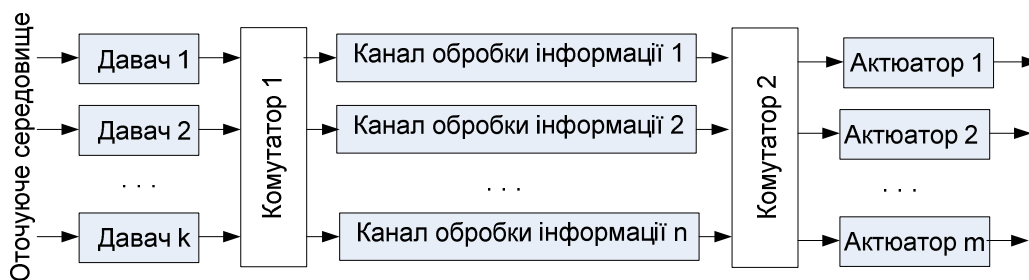 Оточуюче середовище
Давач 1
Давач 2
. . .
Давач k
Комутатор 1
Канал обробки інформації 1
Канал обробки інформації 2
. . .
Канал обробки інформації n
Комутатор 2
Актюатор 1
Актюатор 2
. . .
Актюатор m